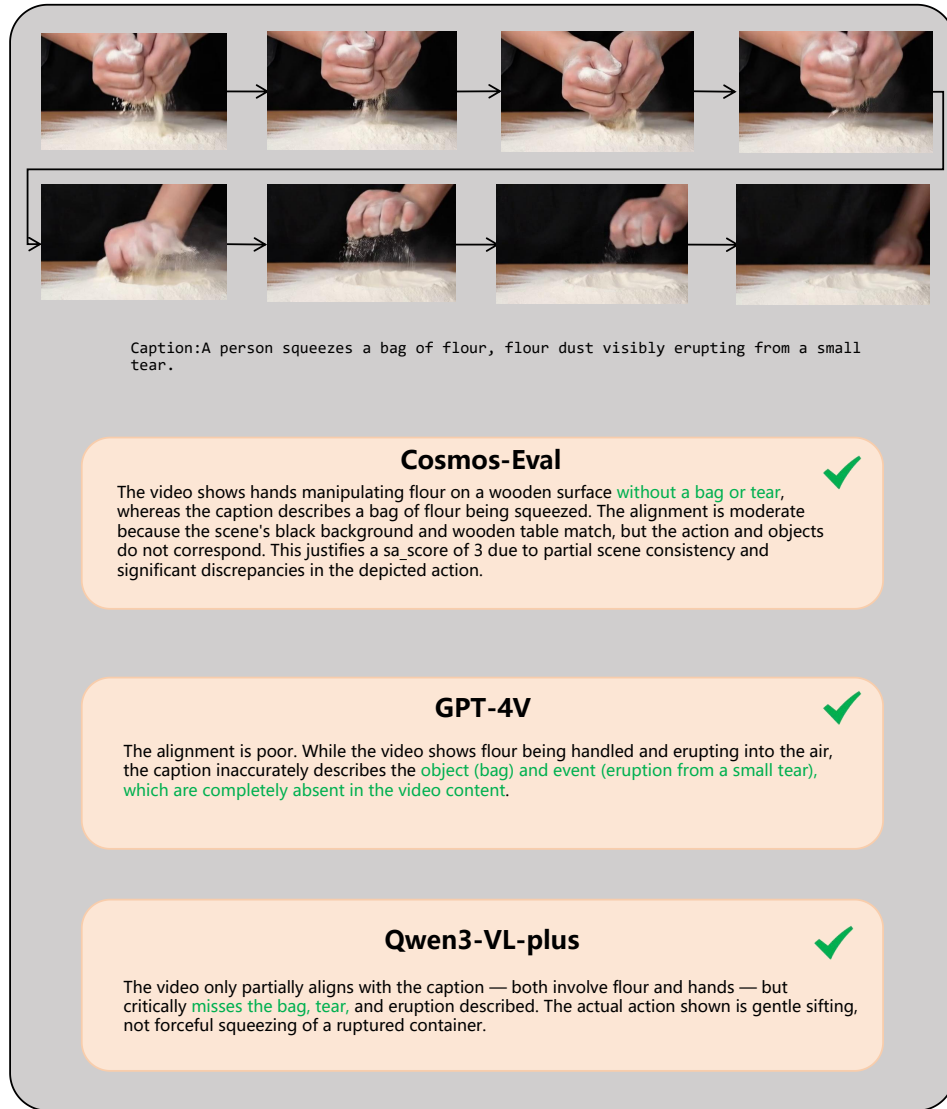 Caption:A person squeezes a bag of flour, flour dust visibly erupting from a small
tear.
Cosmos-Eval
The video shows hands manipulating flour on a wooden surface without a bag or tear,
whereas the caption describes a bag of flour being squeezed. The alignment is moderate
because the scene's black background and wooden table match, but the action and objects
do not correspond. This justifies a sa_score of 3 due to partial scene consistency and
significant discrepancies in the depicted action.
GPT-4V
The alignment is poor. While the video shows flour being handled and erupting into the air,
the caption inaccurately describes the object (bag) and event (eruption from a small tear),
which are completely absent in the video content.
Qwen3-VL-plus
The video only partially aligns with the caption — both involve flour and hands — but
critically misses the bag, tear, and eruption described. The actual action shown is gentle sifting,
not forceful squeezing of a ruptured container.